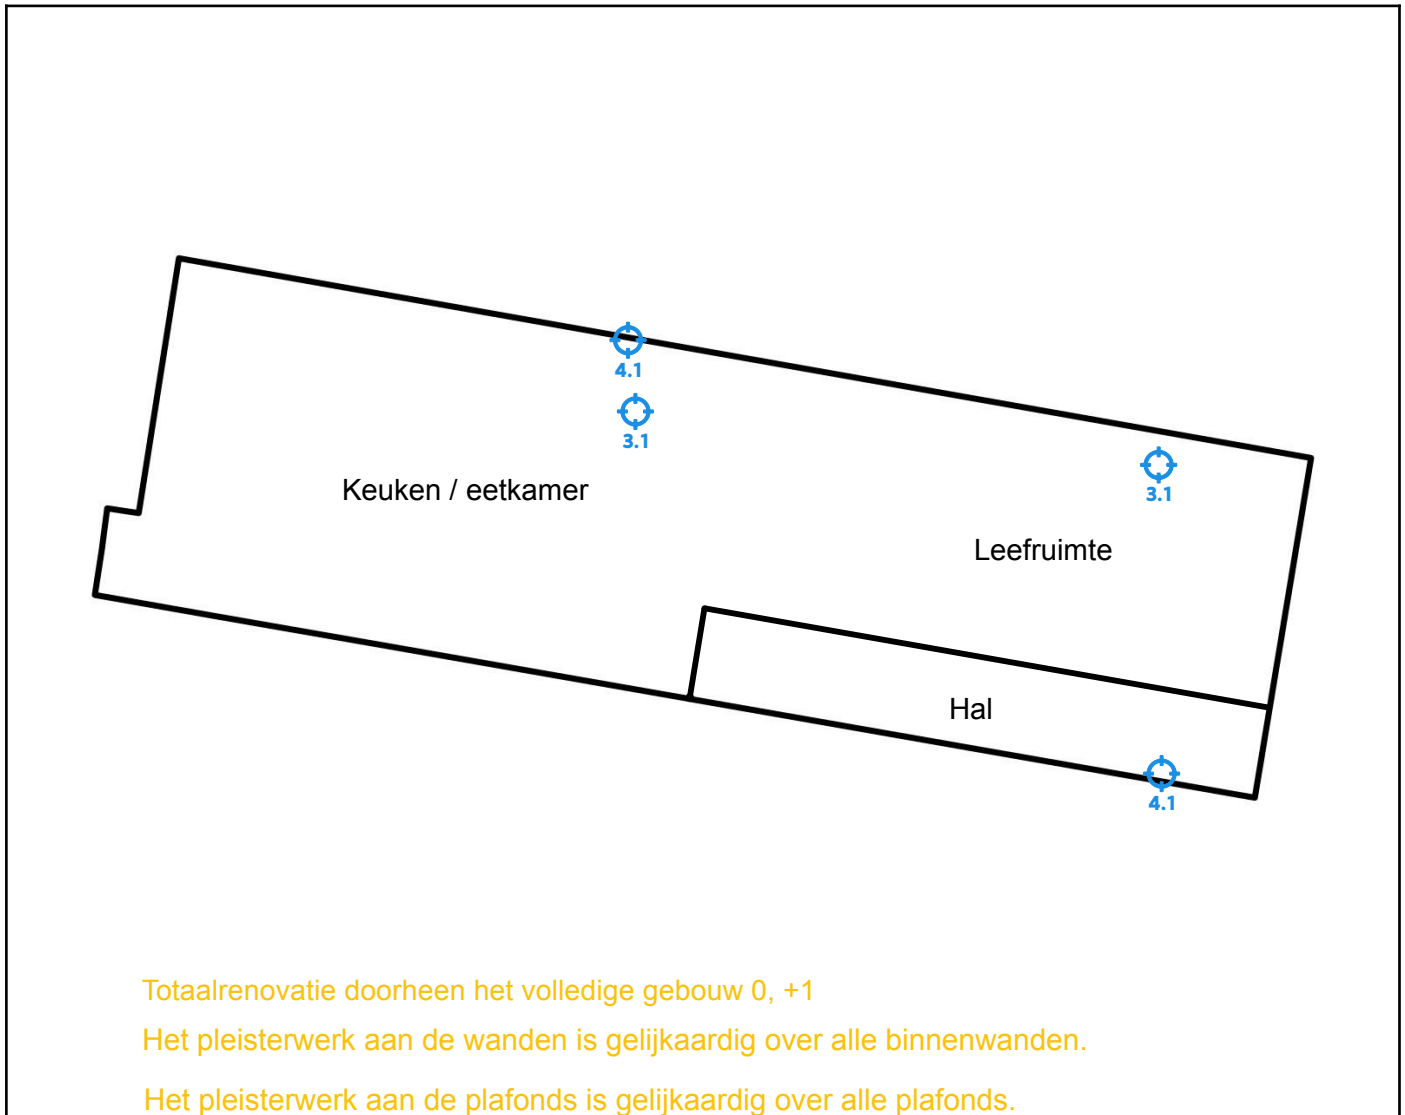 4.1
3.1
3.1
Keuken / eetkamer
Leefruimte
Hal
4.1
Totaalrenovatie doorheen het volledige gebouw 0, +1
Het pleisterwerk aan de wanden is gelijkaardig over alle binnenwanden.
Het pleisterwerk aan de plafonds is gelijkaardig over alle plafonds.